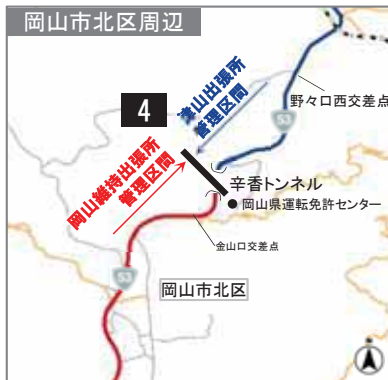 岡山市北区周辺
4
津山出張所
管理区間
野々口西交差点
53
岡山維持出張所
管理区間
辛香トンネル
岡山県運転免許センター
金山口交差点
53
岡山市北区